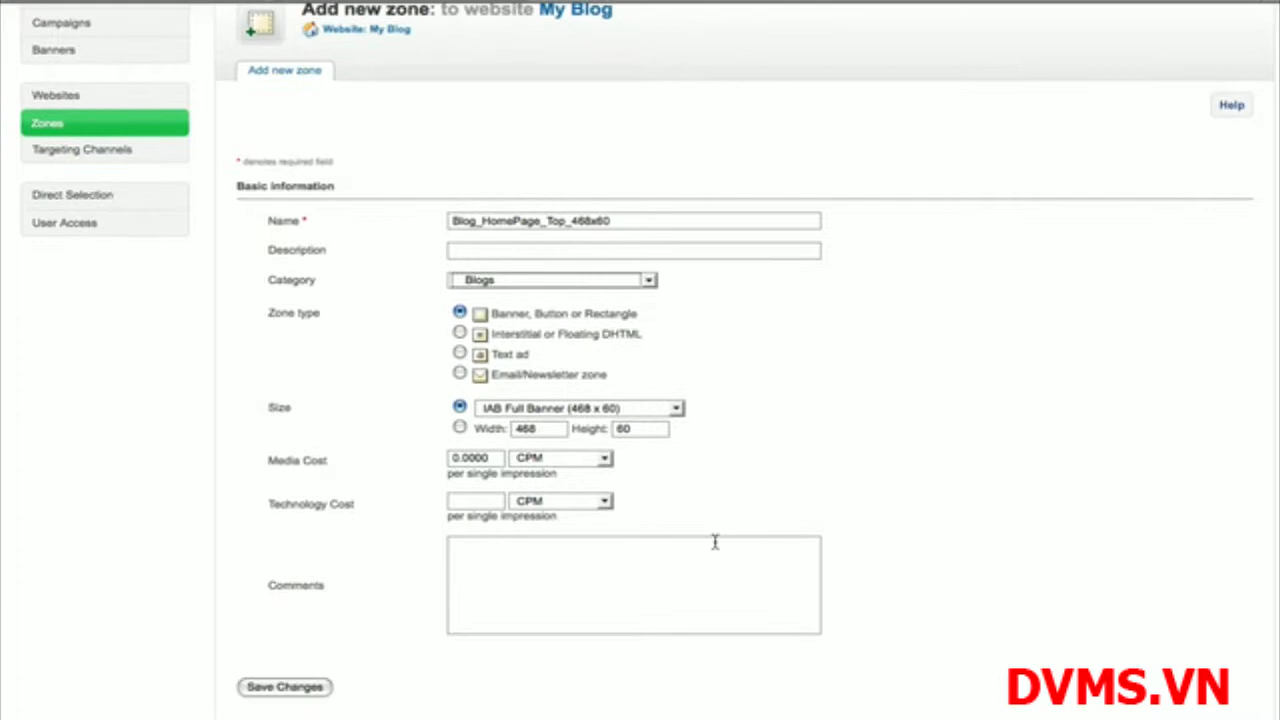 Campaigns
Banners
Websites
Zones
Targeting Channels
Direct Selection
User Access
Add new zone: to website My Blog
Website: My Blog
Add new zone
Help
* denotes required field
Basic information
Name * Blog_HomePage_Top_468x60
Description
Category Blogs
Zone type Banner, Button or Rectangle
Interstitial or Floating DHTML
Text ad
Email/Newsletter zone
Size IAB Full Banner (468 x 60)
Width: 468 Height: 60
Media Cost 0.0000 CPM
per single impression
Technology Cost CPM
per single impression
Comments
Save Changes
DVMS.VN